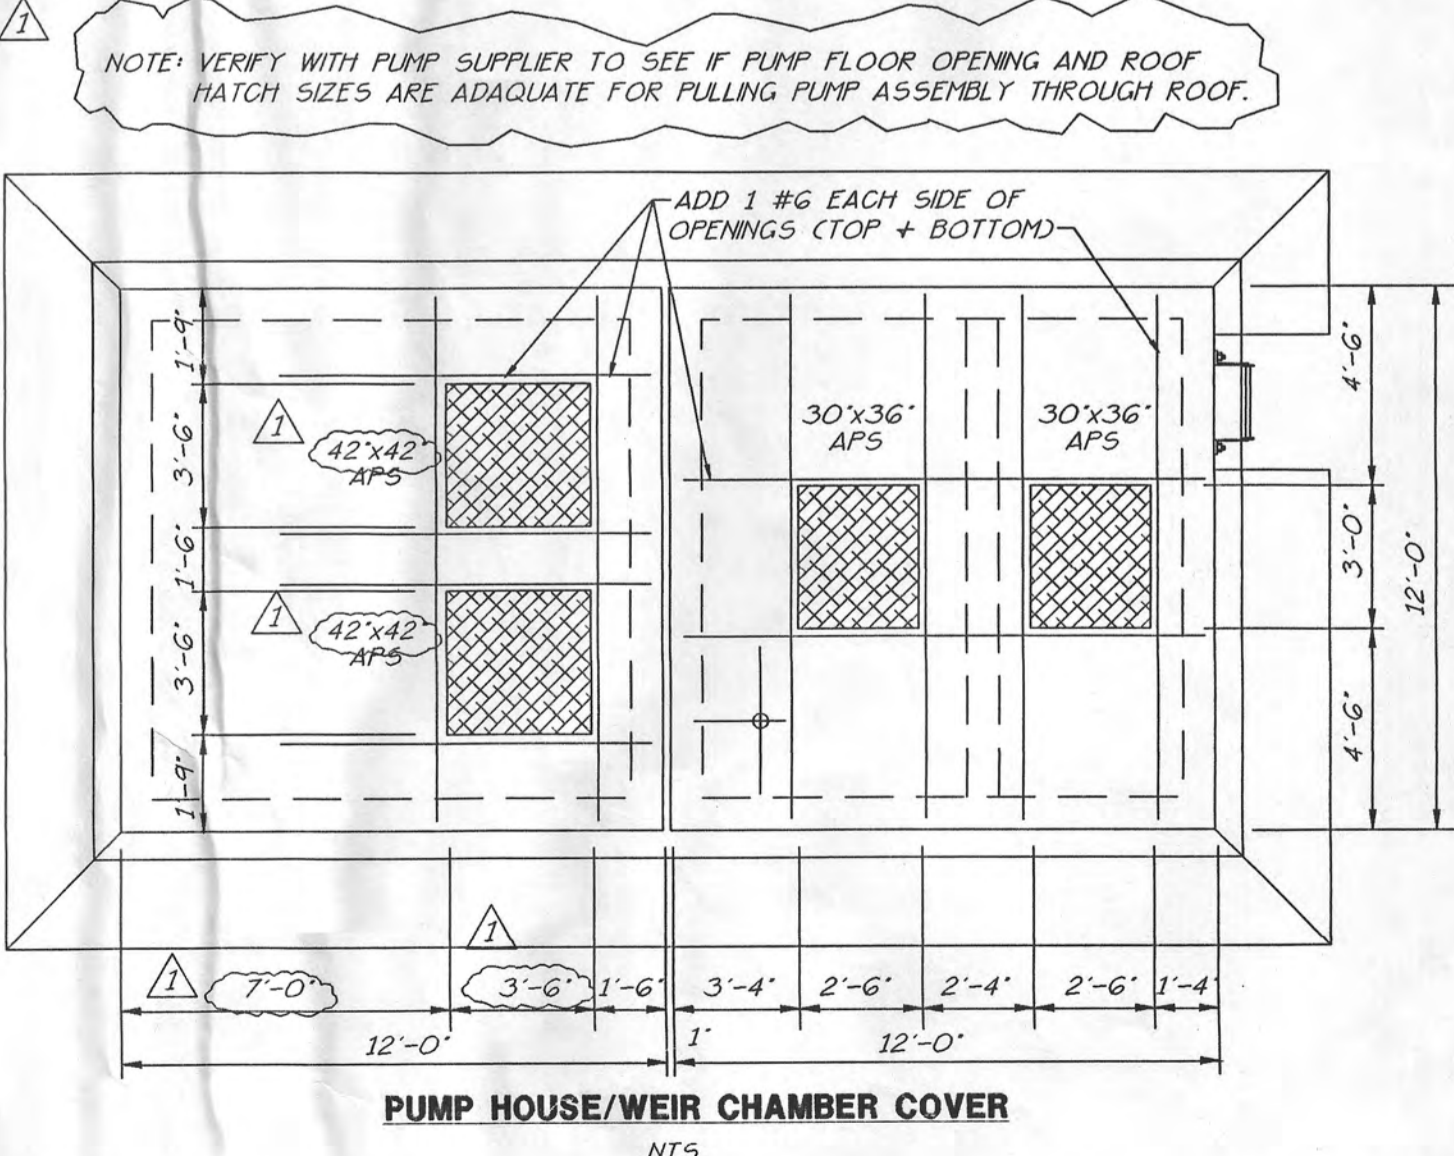 1
NOTE: VERIFY WITH PUMP SUPPLIER TO SEE IF PUMP FLOOR OPENING AND ROOF
HATCH SIZES ARE ADAQUATE FOR PULLING PUMP ASSEMBLY THROUGH ROOF.
ADD 1 #6 EACH SIDE OF
OPENINGS (TOP + BOTTOM)
1'-9"
3'-6"
1'-6"
3'-6"
1'-9"
1
42"x42"
APS
1
42"x42"
APS
30"x36"
APS
30"x36"
APS
4'-6"
3'-0"
4'-6"
12'-0"
1
1
7'-0"
3'-6"
1'-6"
3'-4"
2'-6"
2'-4"
2'-6"
1'-4"
12'-0"
1"
12'-0"
PUMP HOUSE/WEIR CHAMBER COVER
NTS